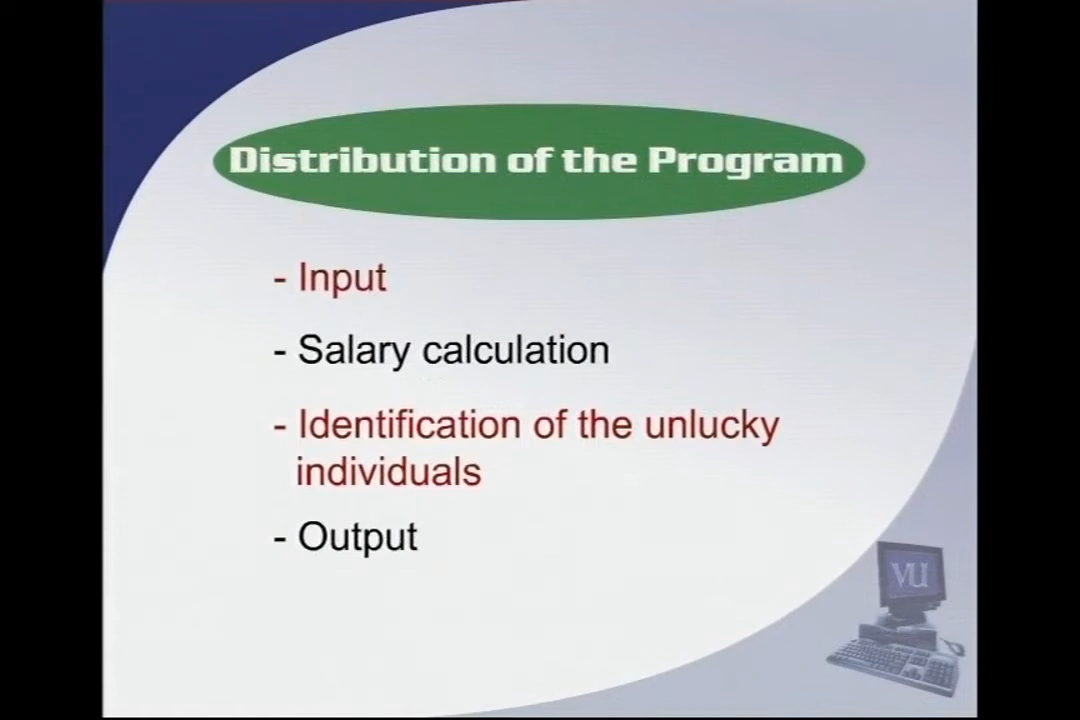 Distribution of the Program
- Input
- Salary calculation
- Identification of the unlucky
individuals
- Output
VU